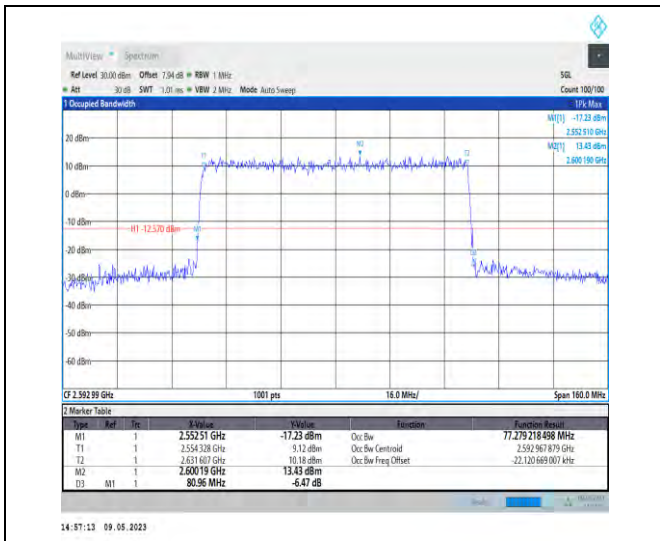 MultiView Spectrum
Ref Level 30.00 dBm Offset 7.94 dB RBW 1 MHz SGL
Att 30 dB SWT 1.01 ms VBW 2 MHz Mode Auto Sweep Count 100/100
1 Occupied Bandwidth 1Pk Max
M1[1] -17.23 dBm
2.552 510 GHz
M2[1] 13.43 dBm
2.600 190 GHz
20 dBm
T1 M2 T2
10 dBm
0 dBm
-10 dBm
H1 -12.570 dBm M1
-20 dBm
-30 dBm
-40 dBm
-50 dBm
-60 dBm
CF 2.592 99 GHz 1001 pts 16.0 MHz/ Span 160.0 MHz
2 Marker Table
Type Ref Trc X-Value Y-Value Function Function Result
M1 1 2.55251 GHz -17.23 dBm Occ Bw 77.279 218 498 MHz
T1 1 2.554 328 GHz 9.12 dBm Occ Bw Centroid 2.592 967 879 GHz
T2 1 2.631 607 GHz 10.18 dBm Occ Bw Freq Offset -22.120 669 007 kHz
M2 1 2.60019 GHz 13.43 dBm
D3 M1 1 80.96 MHz -6.47 dB
14:57:13 09.05.2023